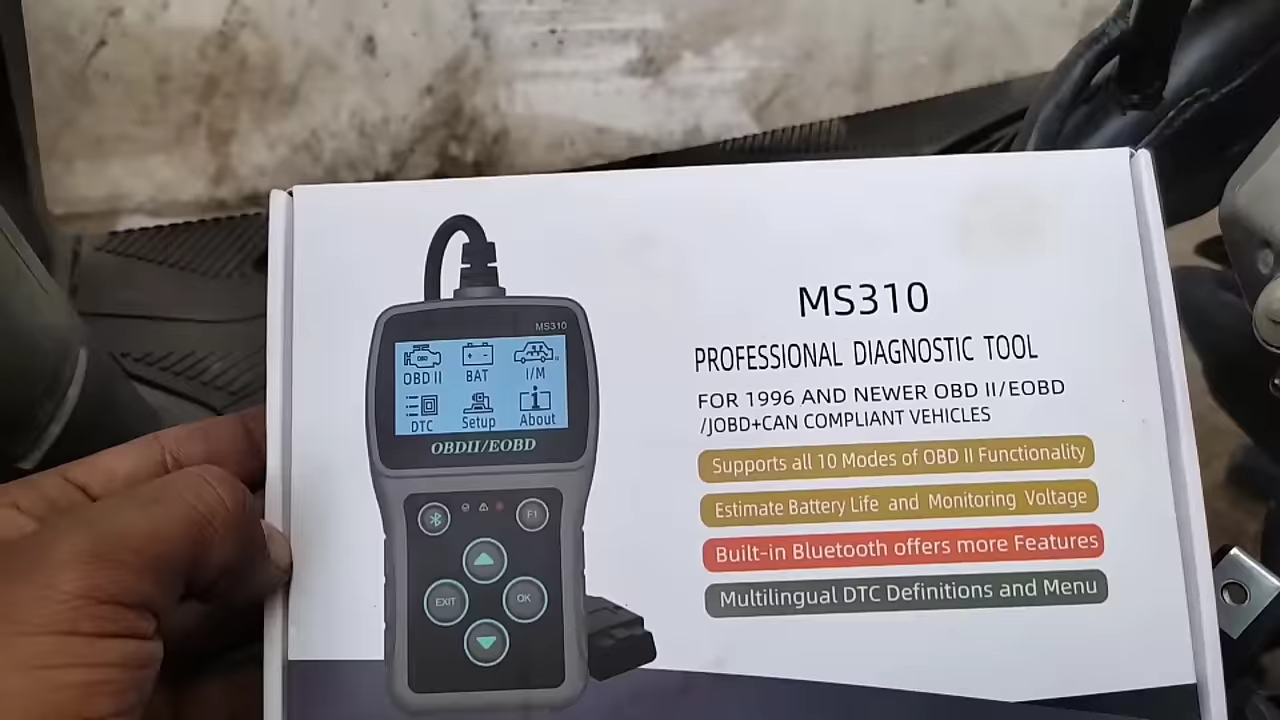 MS310
OBD
OBD II
BAT
I/M
DTC
Setup
About
OBDII/EOBD
F1
EXIT
OK
MS310
PROFESSIONAL DIAGNOSTIC TOOL
FOR 1996 AND NEWER OBD II/EOBD
/JOBD+CAN COMPLIANT VEHICLES
Supports all 10 Modes of OBD II Functionality
Estimate Battery Life and Monitoring Voltage
Built-in Bluetooth offers more Features
Multilingual DTC Definitions and Menu